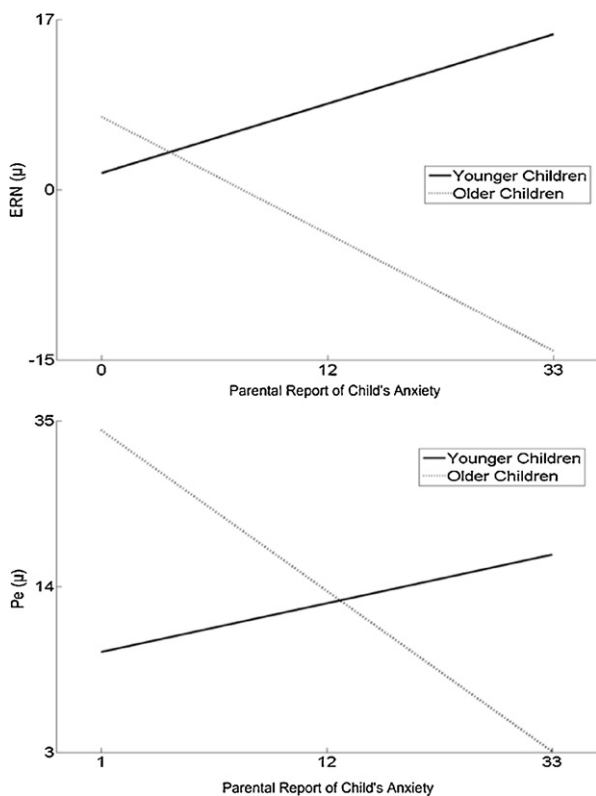 17
ERN (μ)
Younger Children
Older Children
0
-15
0
12
33
Parental Report of Child's Anxiety
35
Younger Children
Older Children
Pe (μ)
14
3
1
12
33
Parental Report of Child's Anxiety